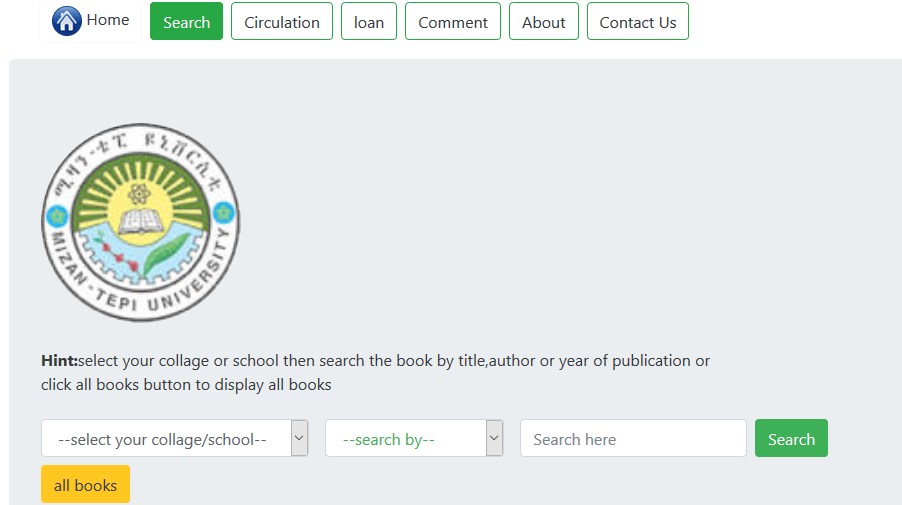 Home Search Circulation loan Comment About Contact Us
ሚዛን-ቴፒ ዩኒቨርሲቲ
MIZAN-TEPI UNIVERSITY
Hint:select your collage or school then search the book by title,author or year of publication or
click all books button to display all books
--select your collage/school-- --search by-- Search here Search
all books